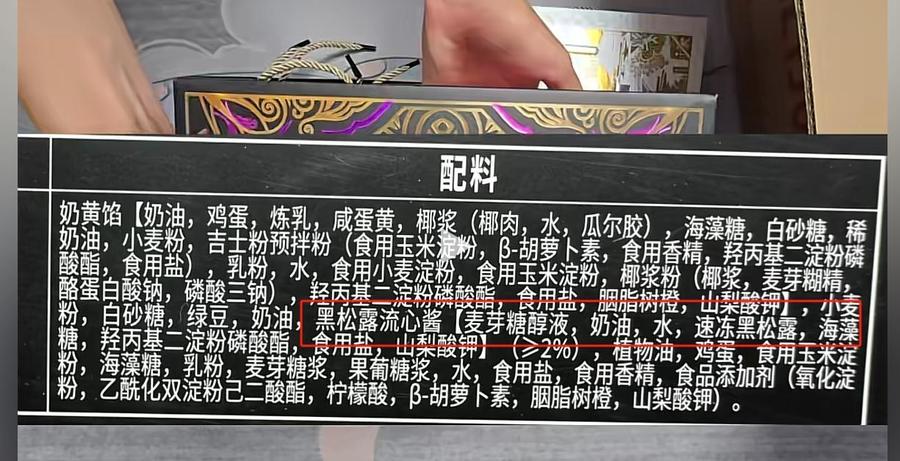 配料
奶黄馅【奶油，鸡蛋，炼乳，咸蛋黄，椰浆（椰肉，水，瓜尔胶），海藻糖，白砂糖，稀
奶油，小麦粉，吉士粉预拌粉（食用玉米淀粉，β-胡萝卜素，食用香精，羟丙基二淀粉磷
酸酯，食用盐），乳粉，水，食用小麦淀粉，食用玉米淀粉，椰浆粉（椰浆，麦芽糊精，
酪蛋白酸钠，磷酸三钠），羟丙基二淀粉磷酸酯，食用盐，胭脂树橙，山梨酸钾】，小麦
粉，白砂糖，绿豆，奶油，黑松露流心酱【麦芽糖醇液，奶油，水，速冻黑松露，海藻
糖，羟丙基二淀粉磷酸酯，食用盐，山梨酸钾】（⩾2%），植物油，鸡蛋，食用玉米淀
粉，海藻糖，乳粉，麦芽糖浆，果葡糖浆，水，食用盐，食用香精，食品添加剂（氧化淀
粉，乙酰化双淀粉己二酸酯，柠檬酸，β-胡萝卜素，胭脂树橙，山梨酸钾）。